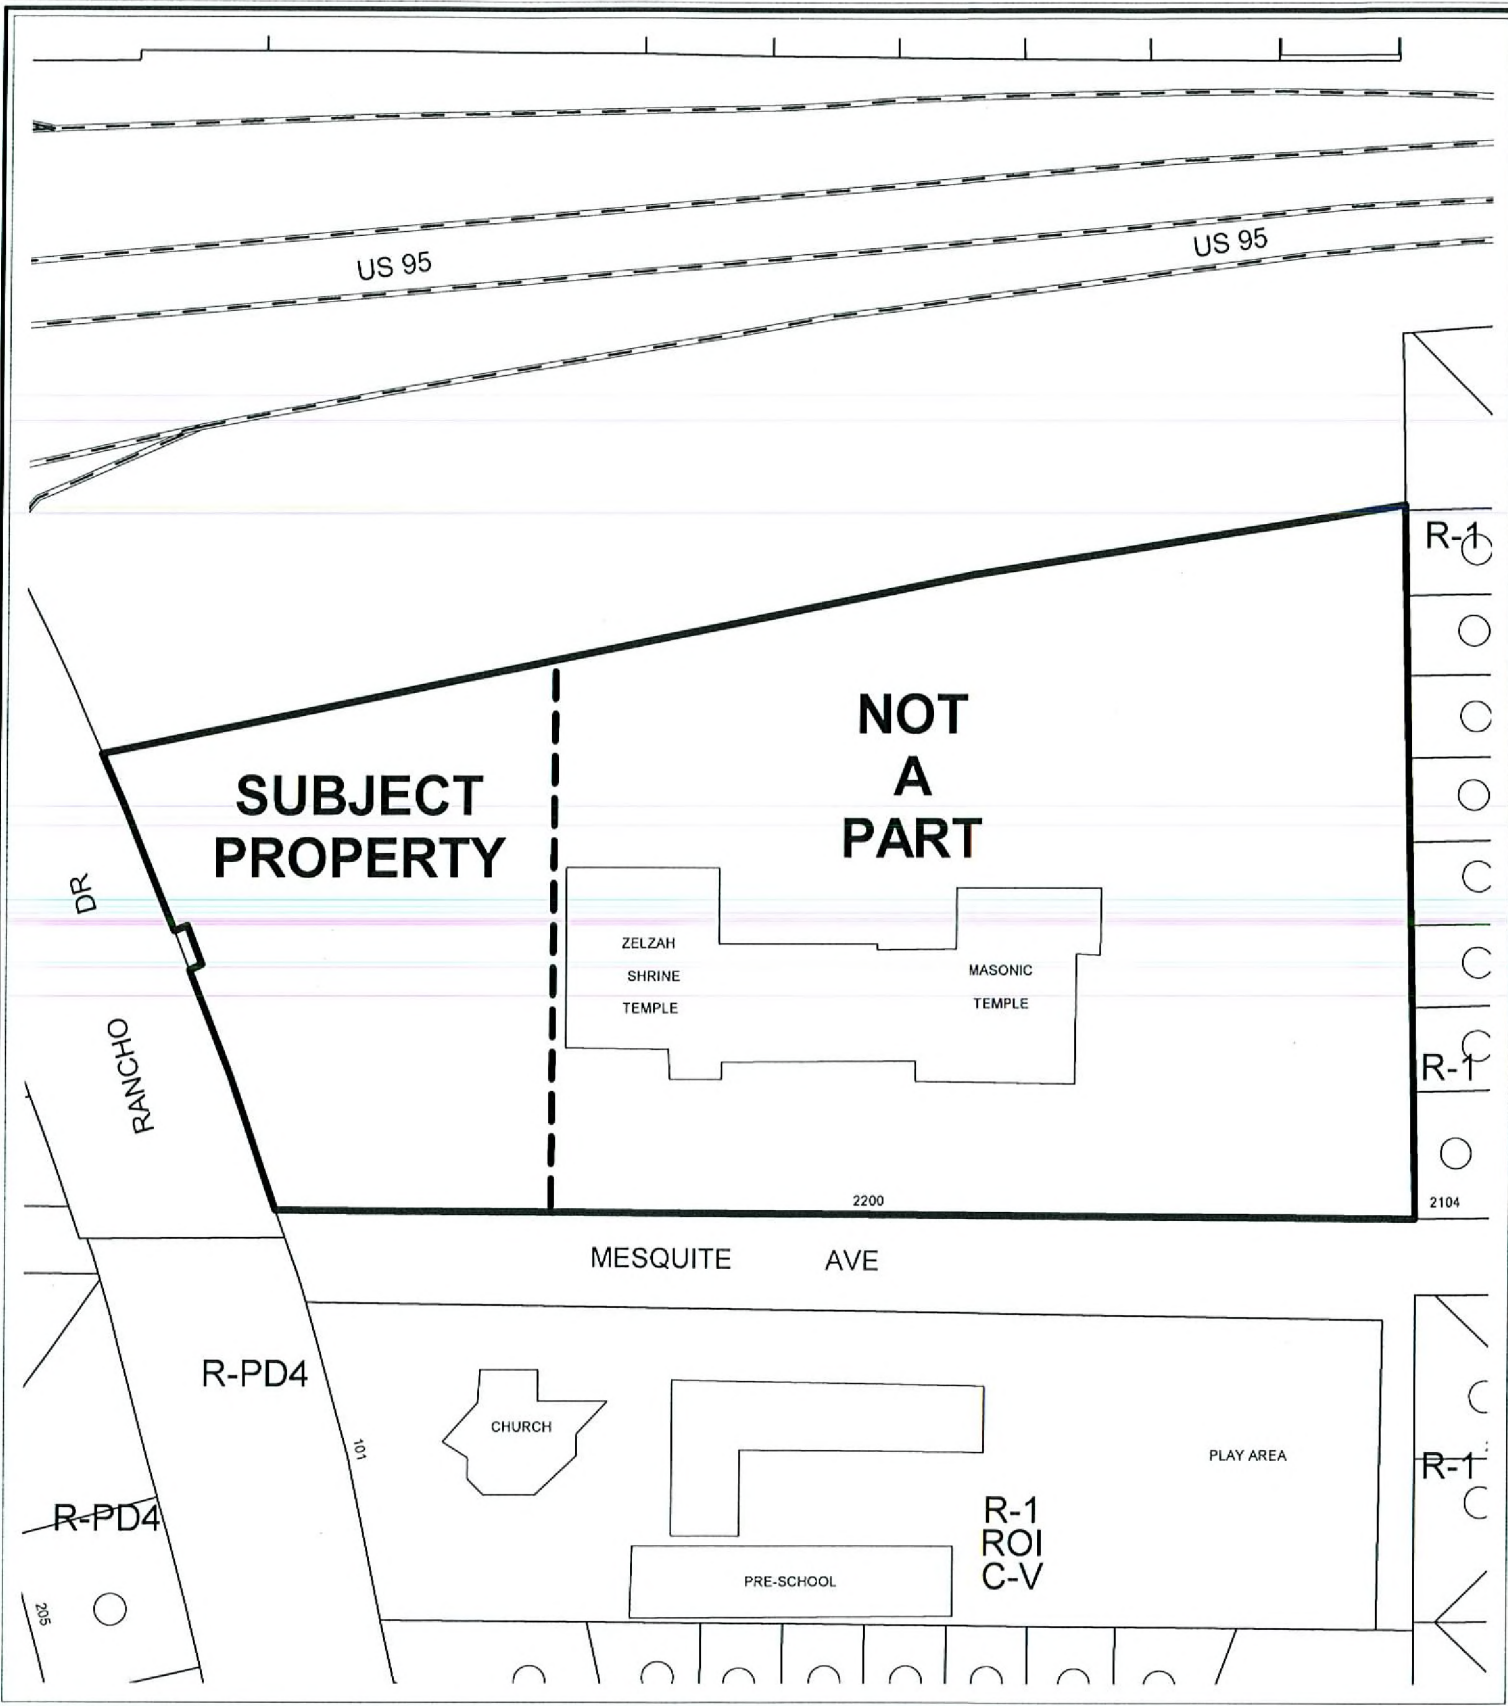 US 95
US 95
R-1
NOT
A
PART
SUBJECT
PROPERTY
DR
RANCHO
ZELZAH
SHRINE
TEMPLE
MASONIC
TEMPLE
R-1
2200
2104
MESQUITE AVE
R-PD4
CHURCH
101
PLAY AREA
R-1
R-PD4
R-1
ROI
C-V
PRE-SCHOOL
205